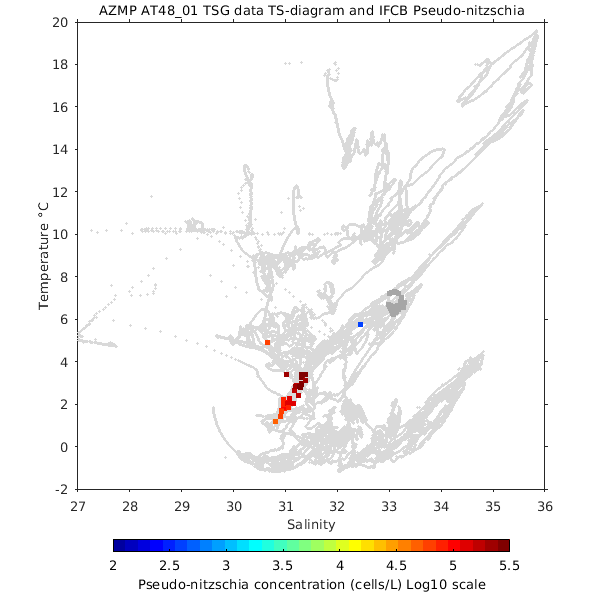 AZMP AT48_01 TSG data TS-diagram and IFCB Pseudo-nitzschia
20
18
16
14
12
10
8
6
4
2
0
-2
Temperature °C
27 28 29 30 31 32 33 34 35 36
Salinity
2 2.5 3 3.5 4 4.5 5 5.5
Pseudo-nitzschia concentration (cells/L) Log10 scale